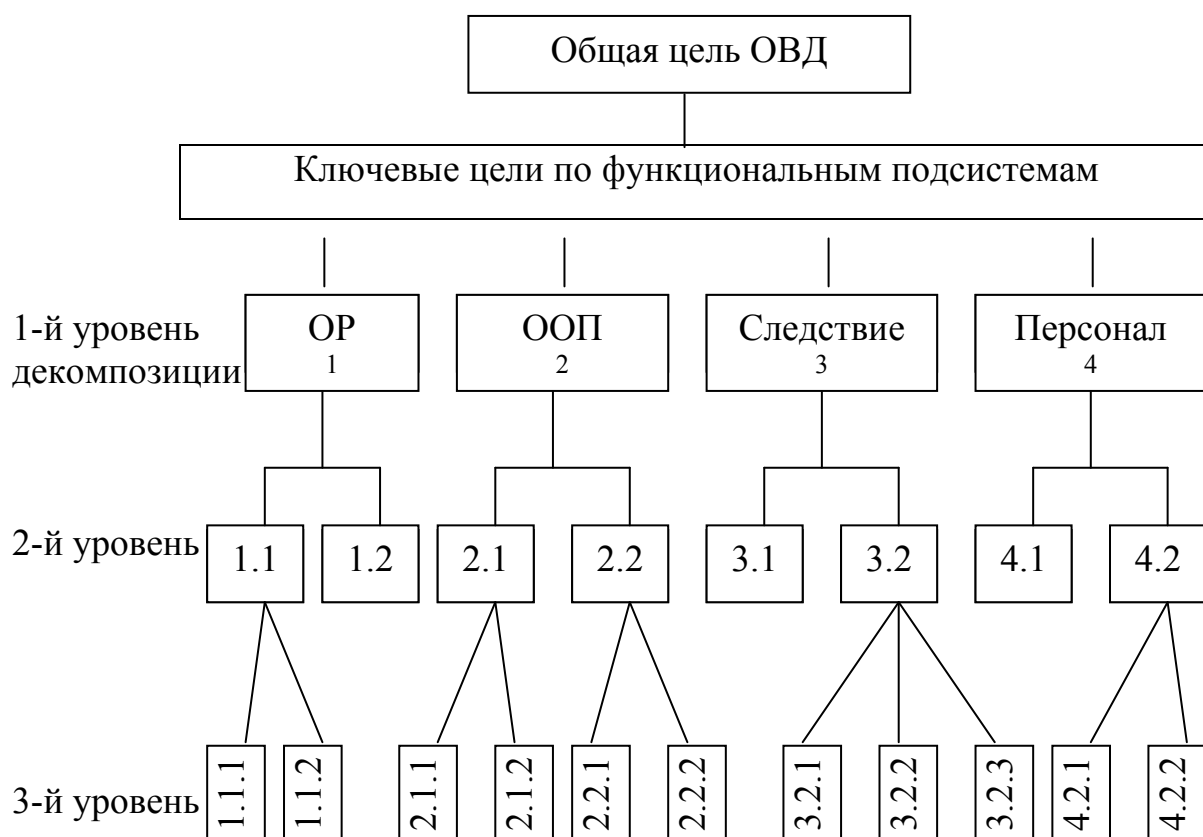 Общая цель ОВД
Ключевые цели по функциональным подсистемам
1-й уровень
декомпозиции
ОР
1
ООП
2
Следствие
3
Персонал
4
2-й уровень
1.1
1.2
2.1
2.2
3.1
3.2
4.1
4.2
3-й уровень
1.1.1
1.1.2
2.1.1
2.1.2
2.2.1
2.2.2
3.2.1
3.2.2
3.2.3
4.2.1
4.2.2